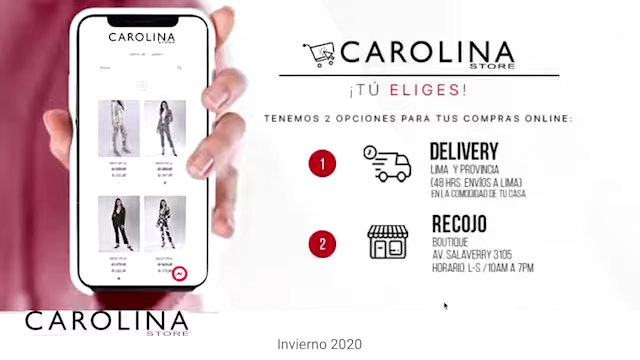 CAROLINA
STORE
CAROLINA
STORE
¡TÚ ELIGES!
TENEMOS 2 OPCIONES PARA TUS COMPRAS ONLINE:
1
DELIVERY
LIMA Y PROVINCIA
(48 HRS. ENVÍOS A LIMA)
EN LA COMODIDAD DE TU CASA
2
RECOJO
BOUTIQUE
AV. SALAVERRY 3105
HORARIO: L-S / 10AM A 7PM
CAROLINA
STORE
Invierno 2020